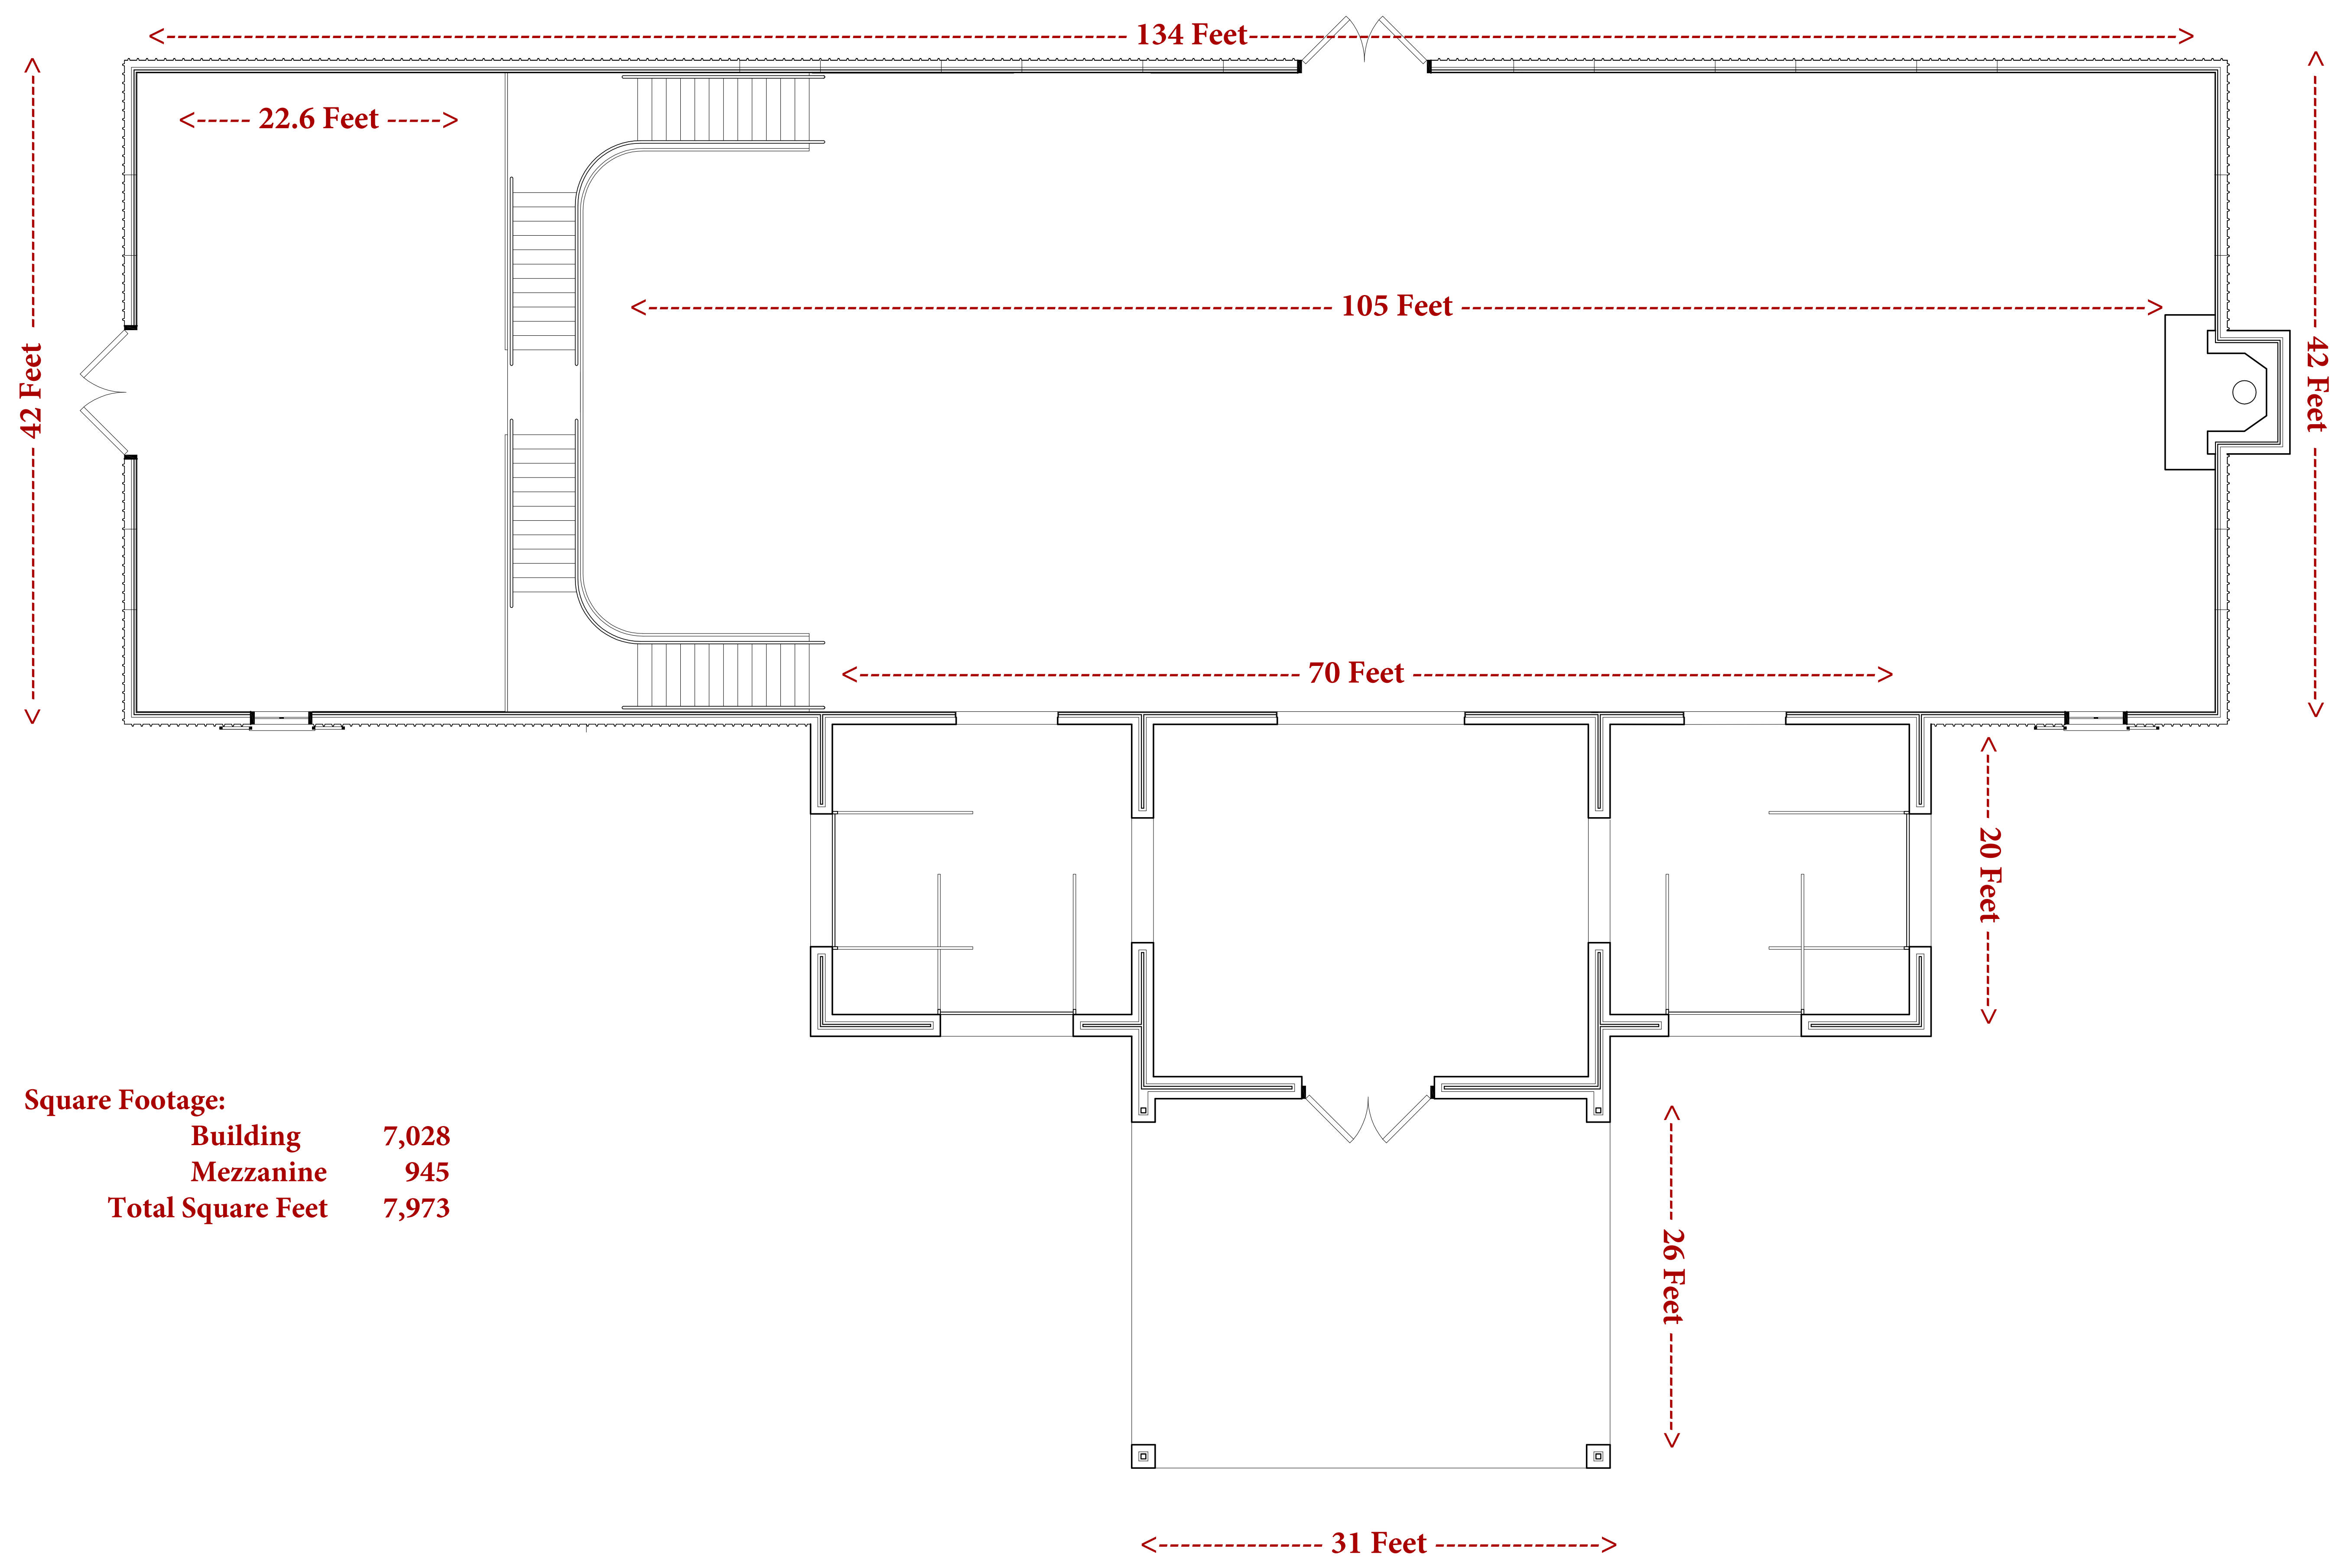 134 Feet
22.6 Feet
42 Feet
42 Feet
105 Feet
70 Feet
20 Feet
Square Footage:
Building 7,028
Mezzanine 945
Total Square Feet 7,973
26 Feet
31 Feet